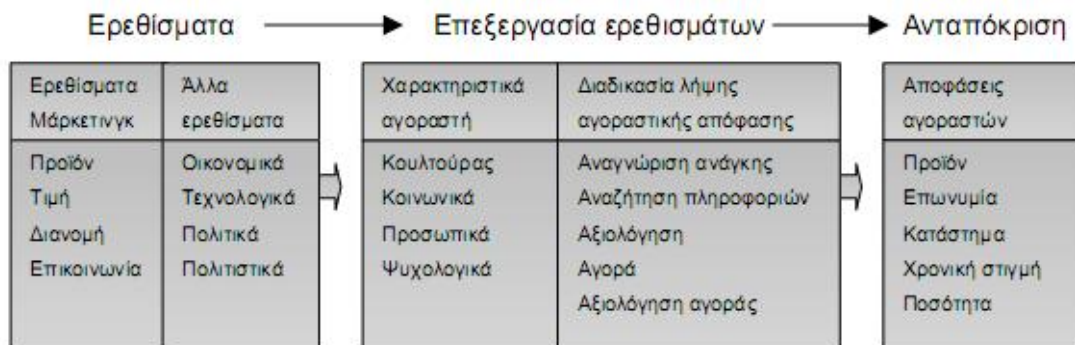 Ερεθίσματα
Επεξεργασία ερεθισμάτων
Ανταπόκριση
Ερεθίσματα
Μάρκετινγκ
Άλλα
ερεθίσματα
Προϊόν
Τιμή
Διανομή
Επικοινωνία
Οικονομικά
Τεχνολογικά
Πολιτικά
Πολιτιστικά
Χαρακτηριστικά
αγοραστή
Διαδικασία λήψης
αγοραστικής απόφασης
Κουλτούρας
Κοινωνικά
Προσωπικά
Ψυχολογικά
Αναγνώριση ανάγκης
Αναζήτηση πληροφοριών
Αξιολόγηση
Αγορά
Αξιολόγηση αγοράς
Αποφάσεις
αγοραστών
Προϊόν
Επωνυμία
Κατάστημα
Χρονική στιγμή
Ποσότητα